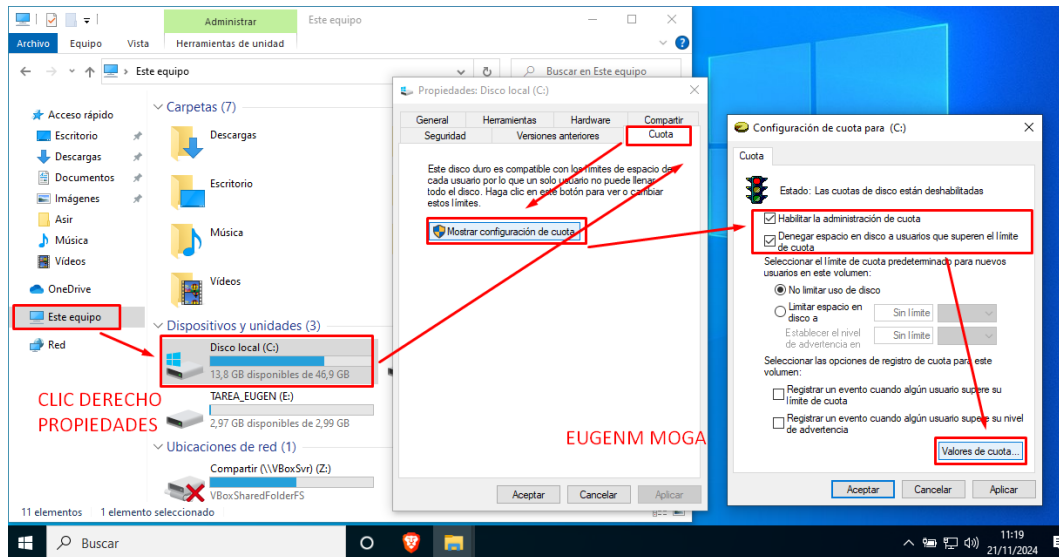 Administrar
Este equipo
Archivo
Equipo
Vista
Herramientas de unidad
Este equipo
Buscar en Este equipo
Acceso rápido
Escritorio
Descargas
Documentos
Imágenes
Asir
Música
Vídeos
OneDrive
Este equipo
Red
Carpetas (7)
Descargas
Escritorio
Música
Vídeos
Dispositivos y unidades (3)
Disco local (C:)
13,8 GB disponibles de 46,9 GB
TAREA_EUGEN (E:)
2,97 GB disponibles de 2,99 GB
Ubicaciones de red (1)
Compartir (\\VBoxSvr) (Z:)
VBoxSharedFolderFS
CLIC DERECHO
PROPIEDADES
11 elementos
1 elemento seleccionado
Propiedades: Disco local (C:)
General
Herramientas
Hardware
Compartir
Seguridad
Versiones anteriores
Cuota
Este disco duro es compatible con los límites de espacio de
cada usuario por lo que un solo usuario no puede llenar
todo el disco. Haga clic en este botón para ver o cambiar
estos límites.
Mostrar configuración de cuota
EUGENM MOGA
Aceptar
Cancelar
Aplicar
Configuración de cuota para (C:)
Cuota
Estado: Las cuotas de disco están deshabilitadas
Habilitar la administración de cuota
Denegar espacio en disco a usuarios que superen el límite
de cuota
Seleccionar el límite de cuota predeterminado para nuevos
usuarios en este volumen:
No limitar uso de disco
Limitar espacio en
disco a
Sin límite
Establecer el nivel
de advertencia en
Sin límite
Seleccionar las opciones de registro de cuota para este
volumen:
Registrar un evento cuando algún usuario supere su
límite de cuota
Registrar un evento cuando algún usuario supere su nivel
de advertencia
Valores de cuota...
Aceptar
Cancelar
Aplicar
Buscar
11:19
21/11/2024